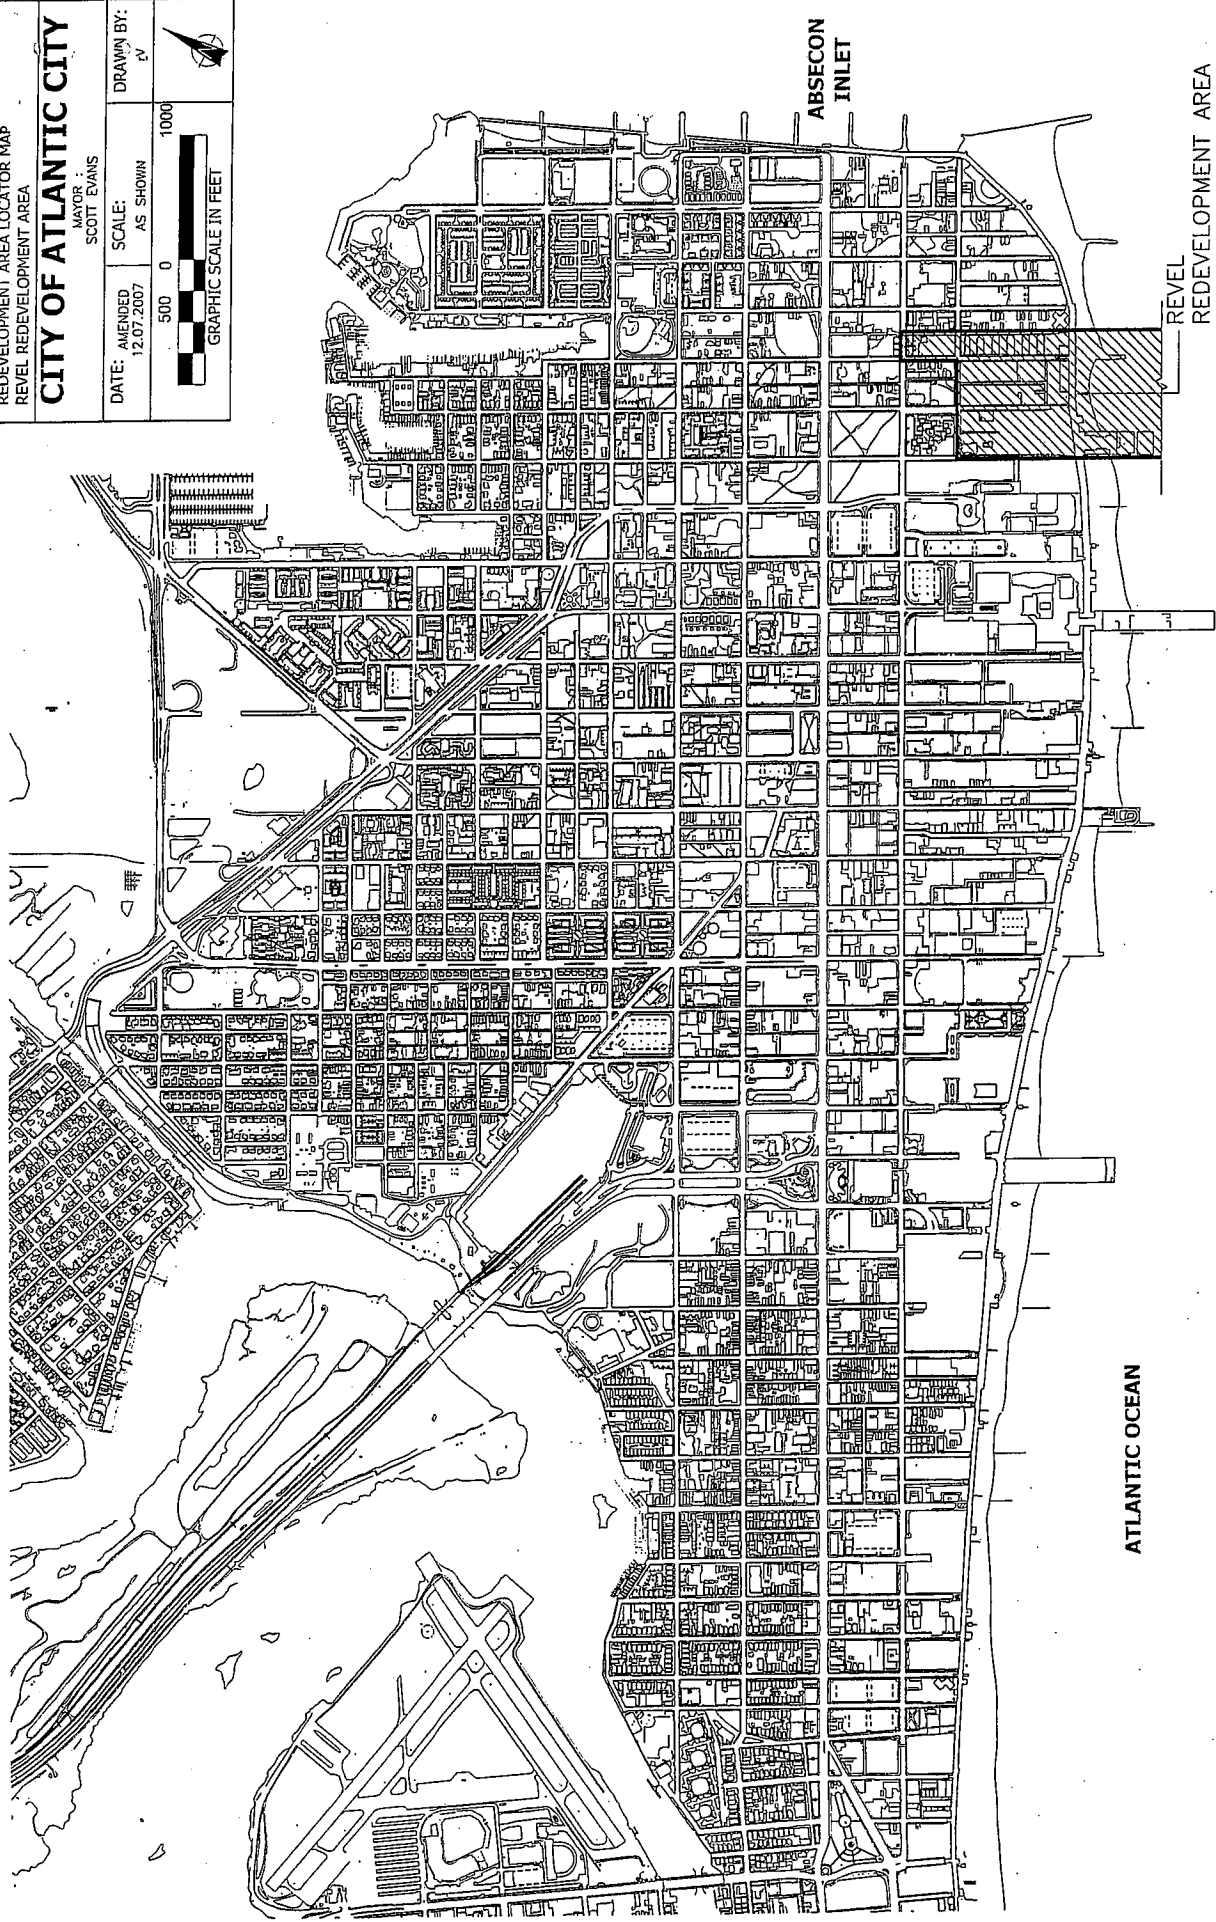 REDEVELOPMENT AREA LOCATOR MAP
REVEL REDEVELOPMENT AREA
CITY OF ATLANTIC CITY
MAYOR :
SCOTT EVANS
DATE: AMENDED
12.07.2007
SCALE:
AS SHOWN
DRAWN BY:
500 0 1000
GRAPHIC SCALE IN FEET
ABSECON
INLET
REVEL
REDEVELOPMENT AREA
ATLANTIC OCEAN